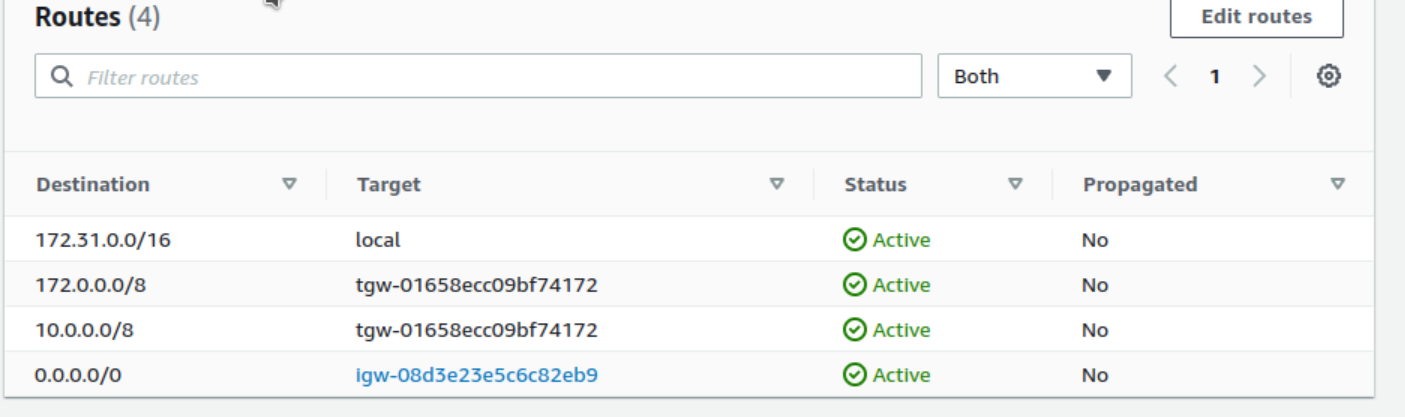 Routes (4)
Edit routes
Filter routes
Both
1
Destination Target Status Propagated
172.31.0.0/16 local Active No
172.0.0.0/8 tgw-01658ecc09bf74172 Active No
10.0.0.0/8 tgw-01658ecc09bf74172 Active No
0.0.0.0/0 igw-08d3e23e5c6c82eb9 Active No